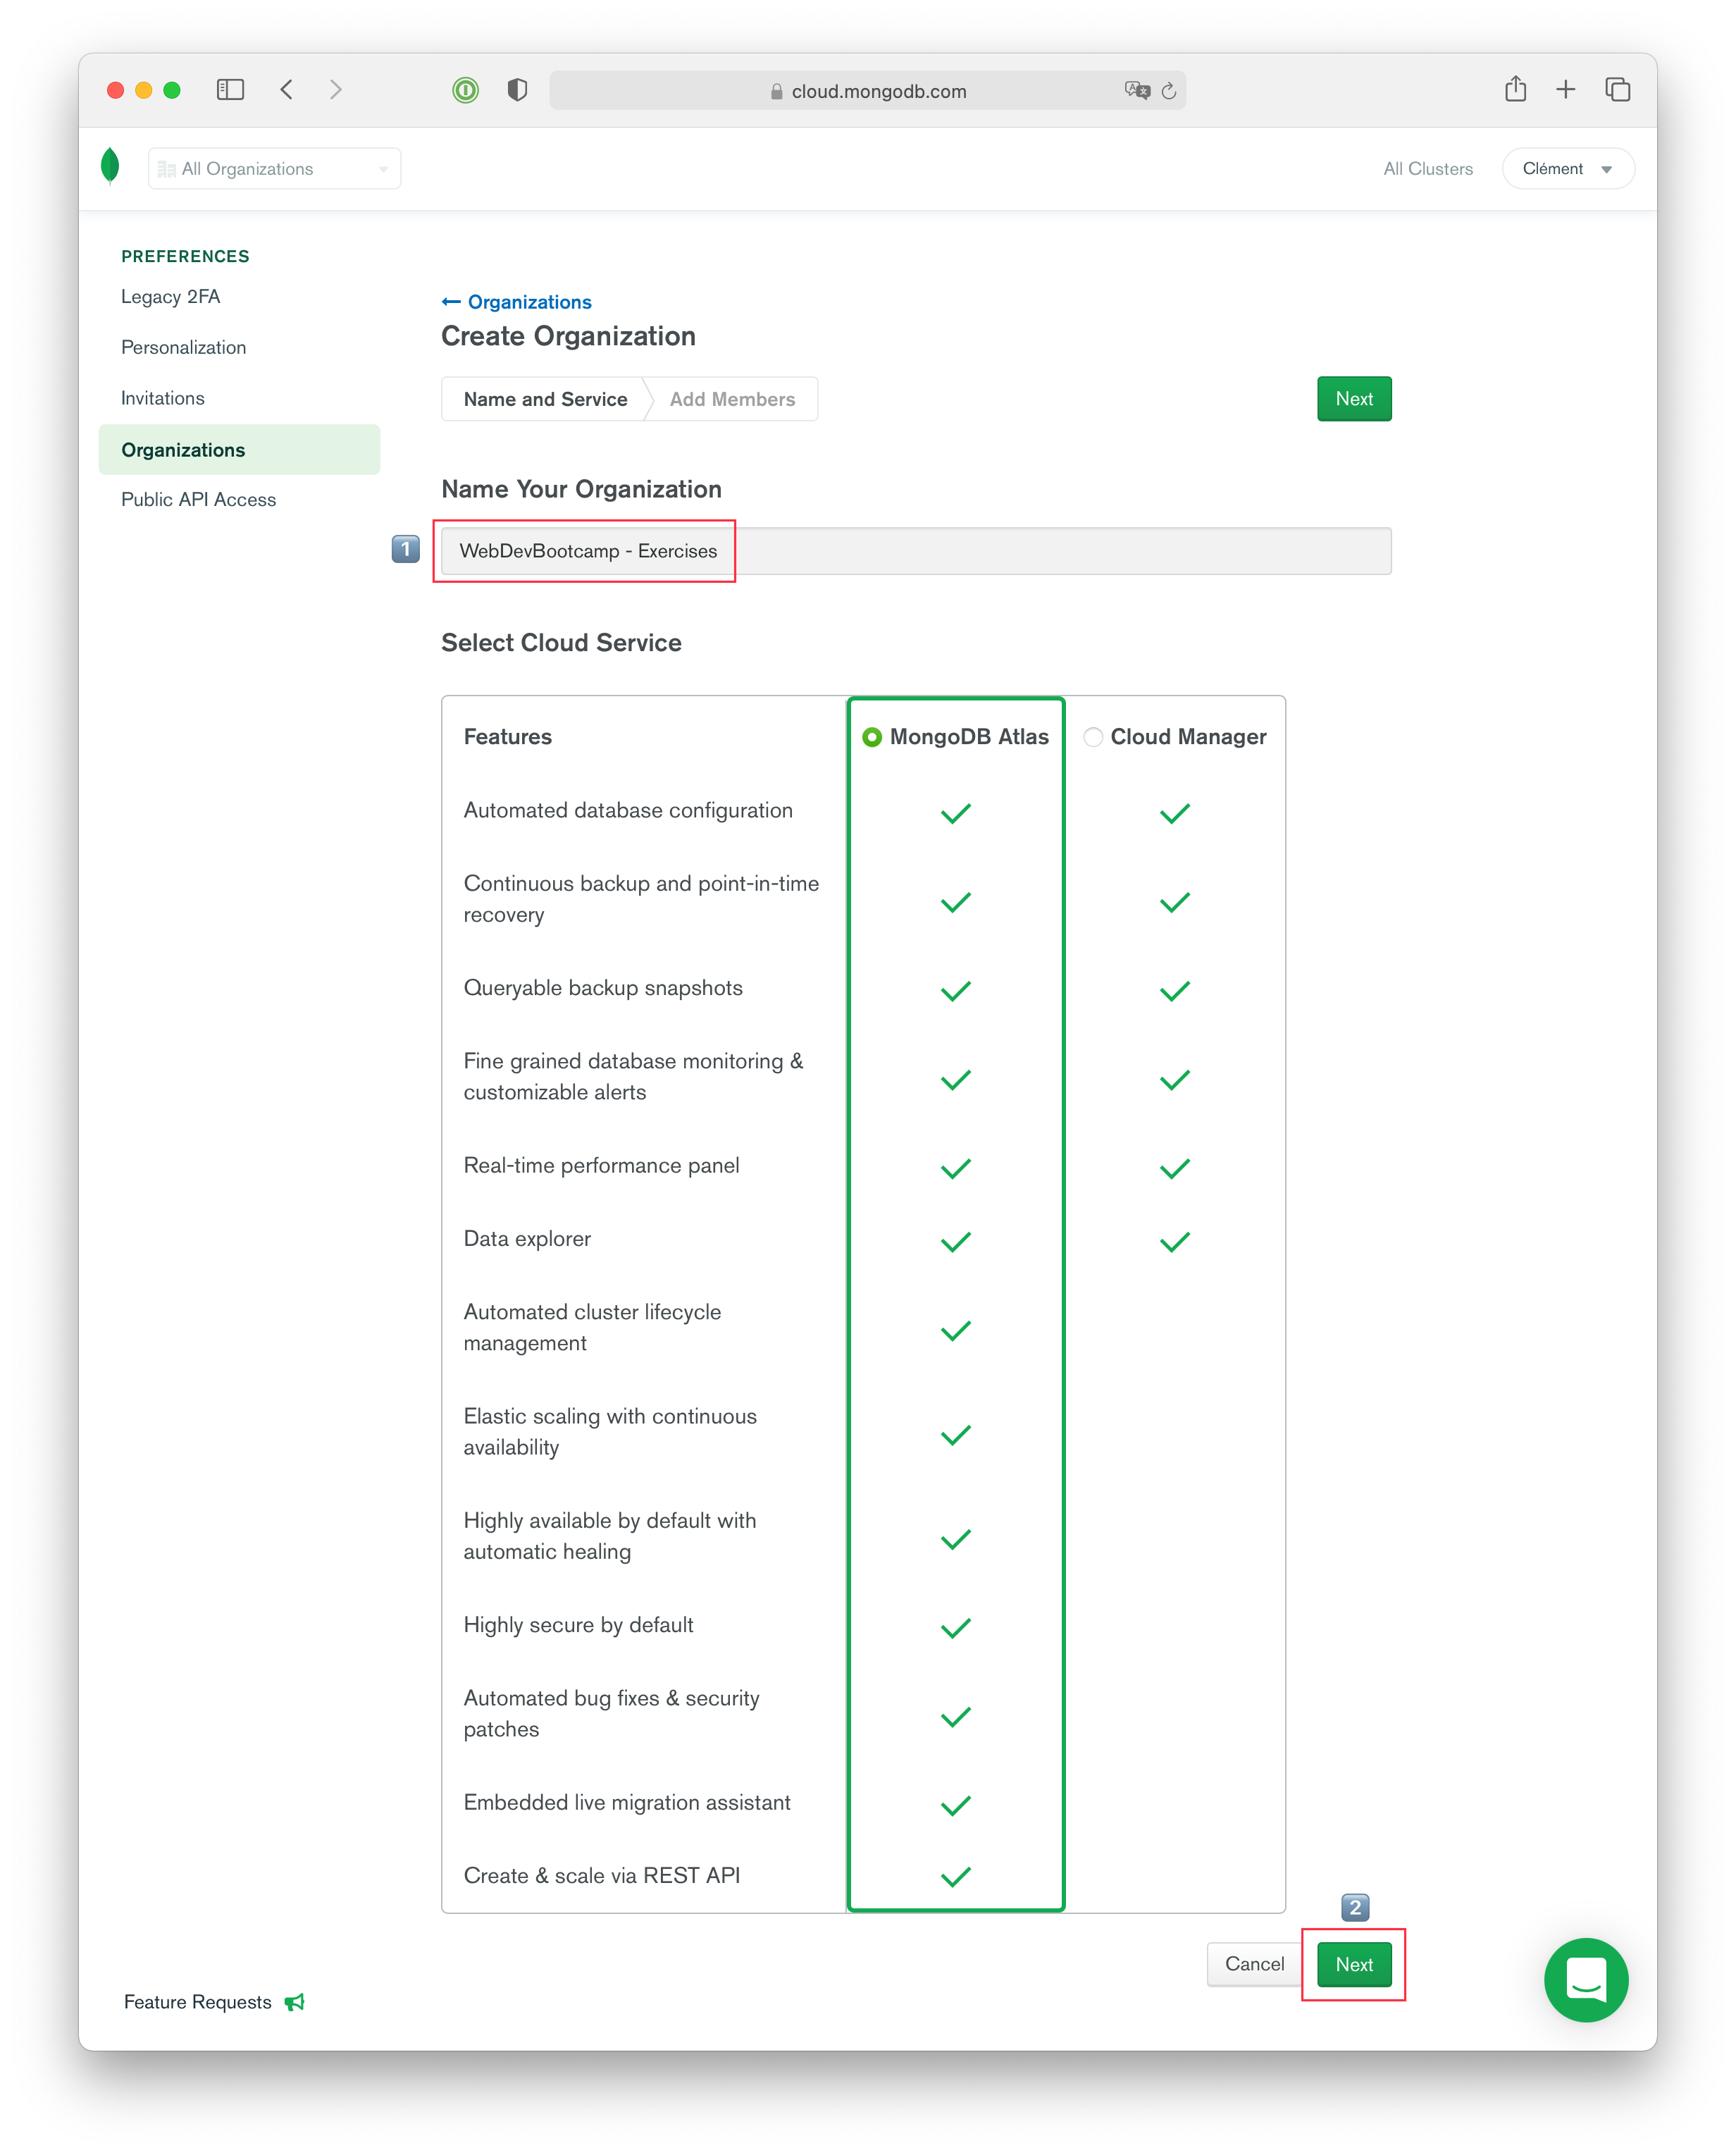 cloud.mongodb.com
All Organizations
All Clusters
Clément
PREFERENCES
Legacy 2FA
Personalization
Invitations
Organizations
Public API Access
Organizations
Create Organization
Name and Service
Add Members
Next
Name Your Organization
1
WebDevBootcamp - Exercises
Select Cloud Service
Features
MongoDB Atlas
Cloud Manager
Automated database configuration
Continuous backup and point-in-time
recovery
Queryable backup snapshots
Fine grained database monitoring &
customizable alerts
Real-time performance panel
Data explorer
Automated cluster lifecycle
management
Elastic scaling with continuous
availability
Highly available by default with
automatic healing
Highly secure by default
Automated bug fixes & security
patches
Embedded live migration assistant
Create & scale via REST API
2
Cancel
Next
Feature Requests